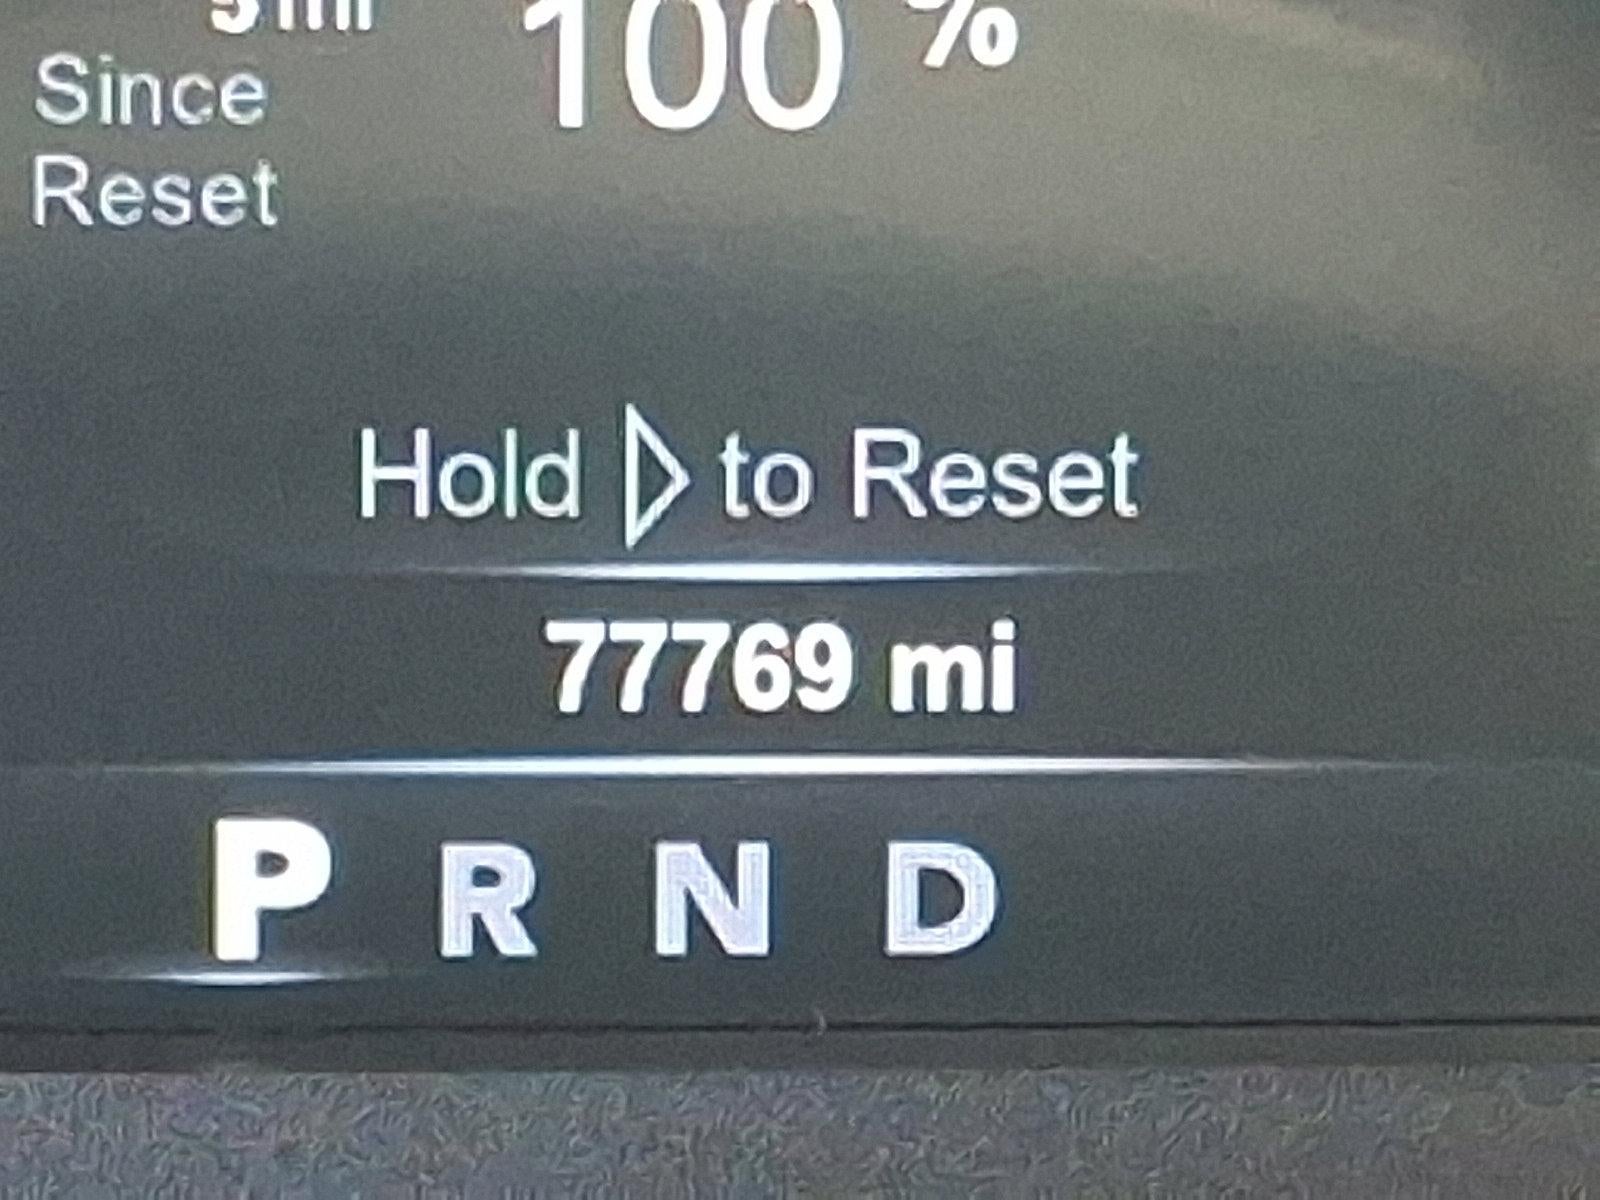 100 %
Since
Reset
Hold ▷ to Reset
77769 mi
P R N D